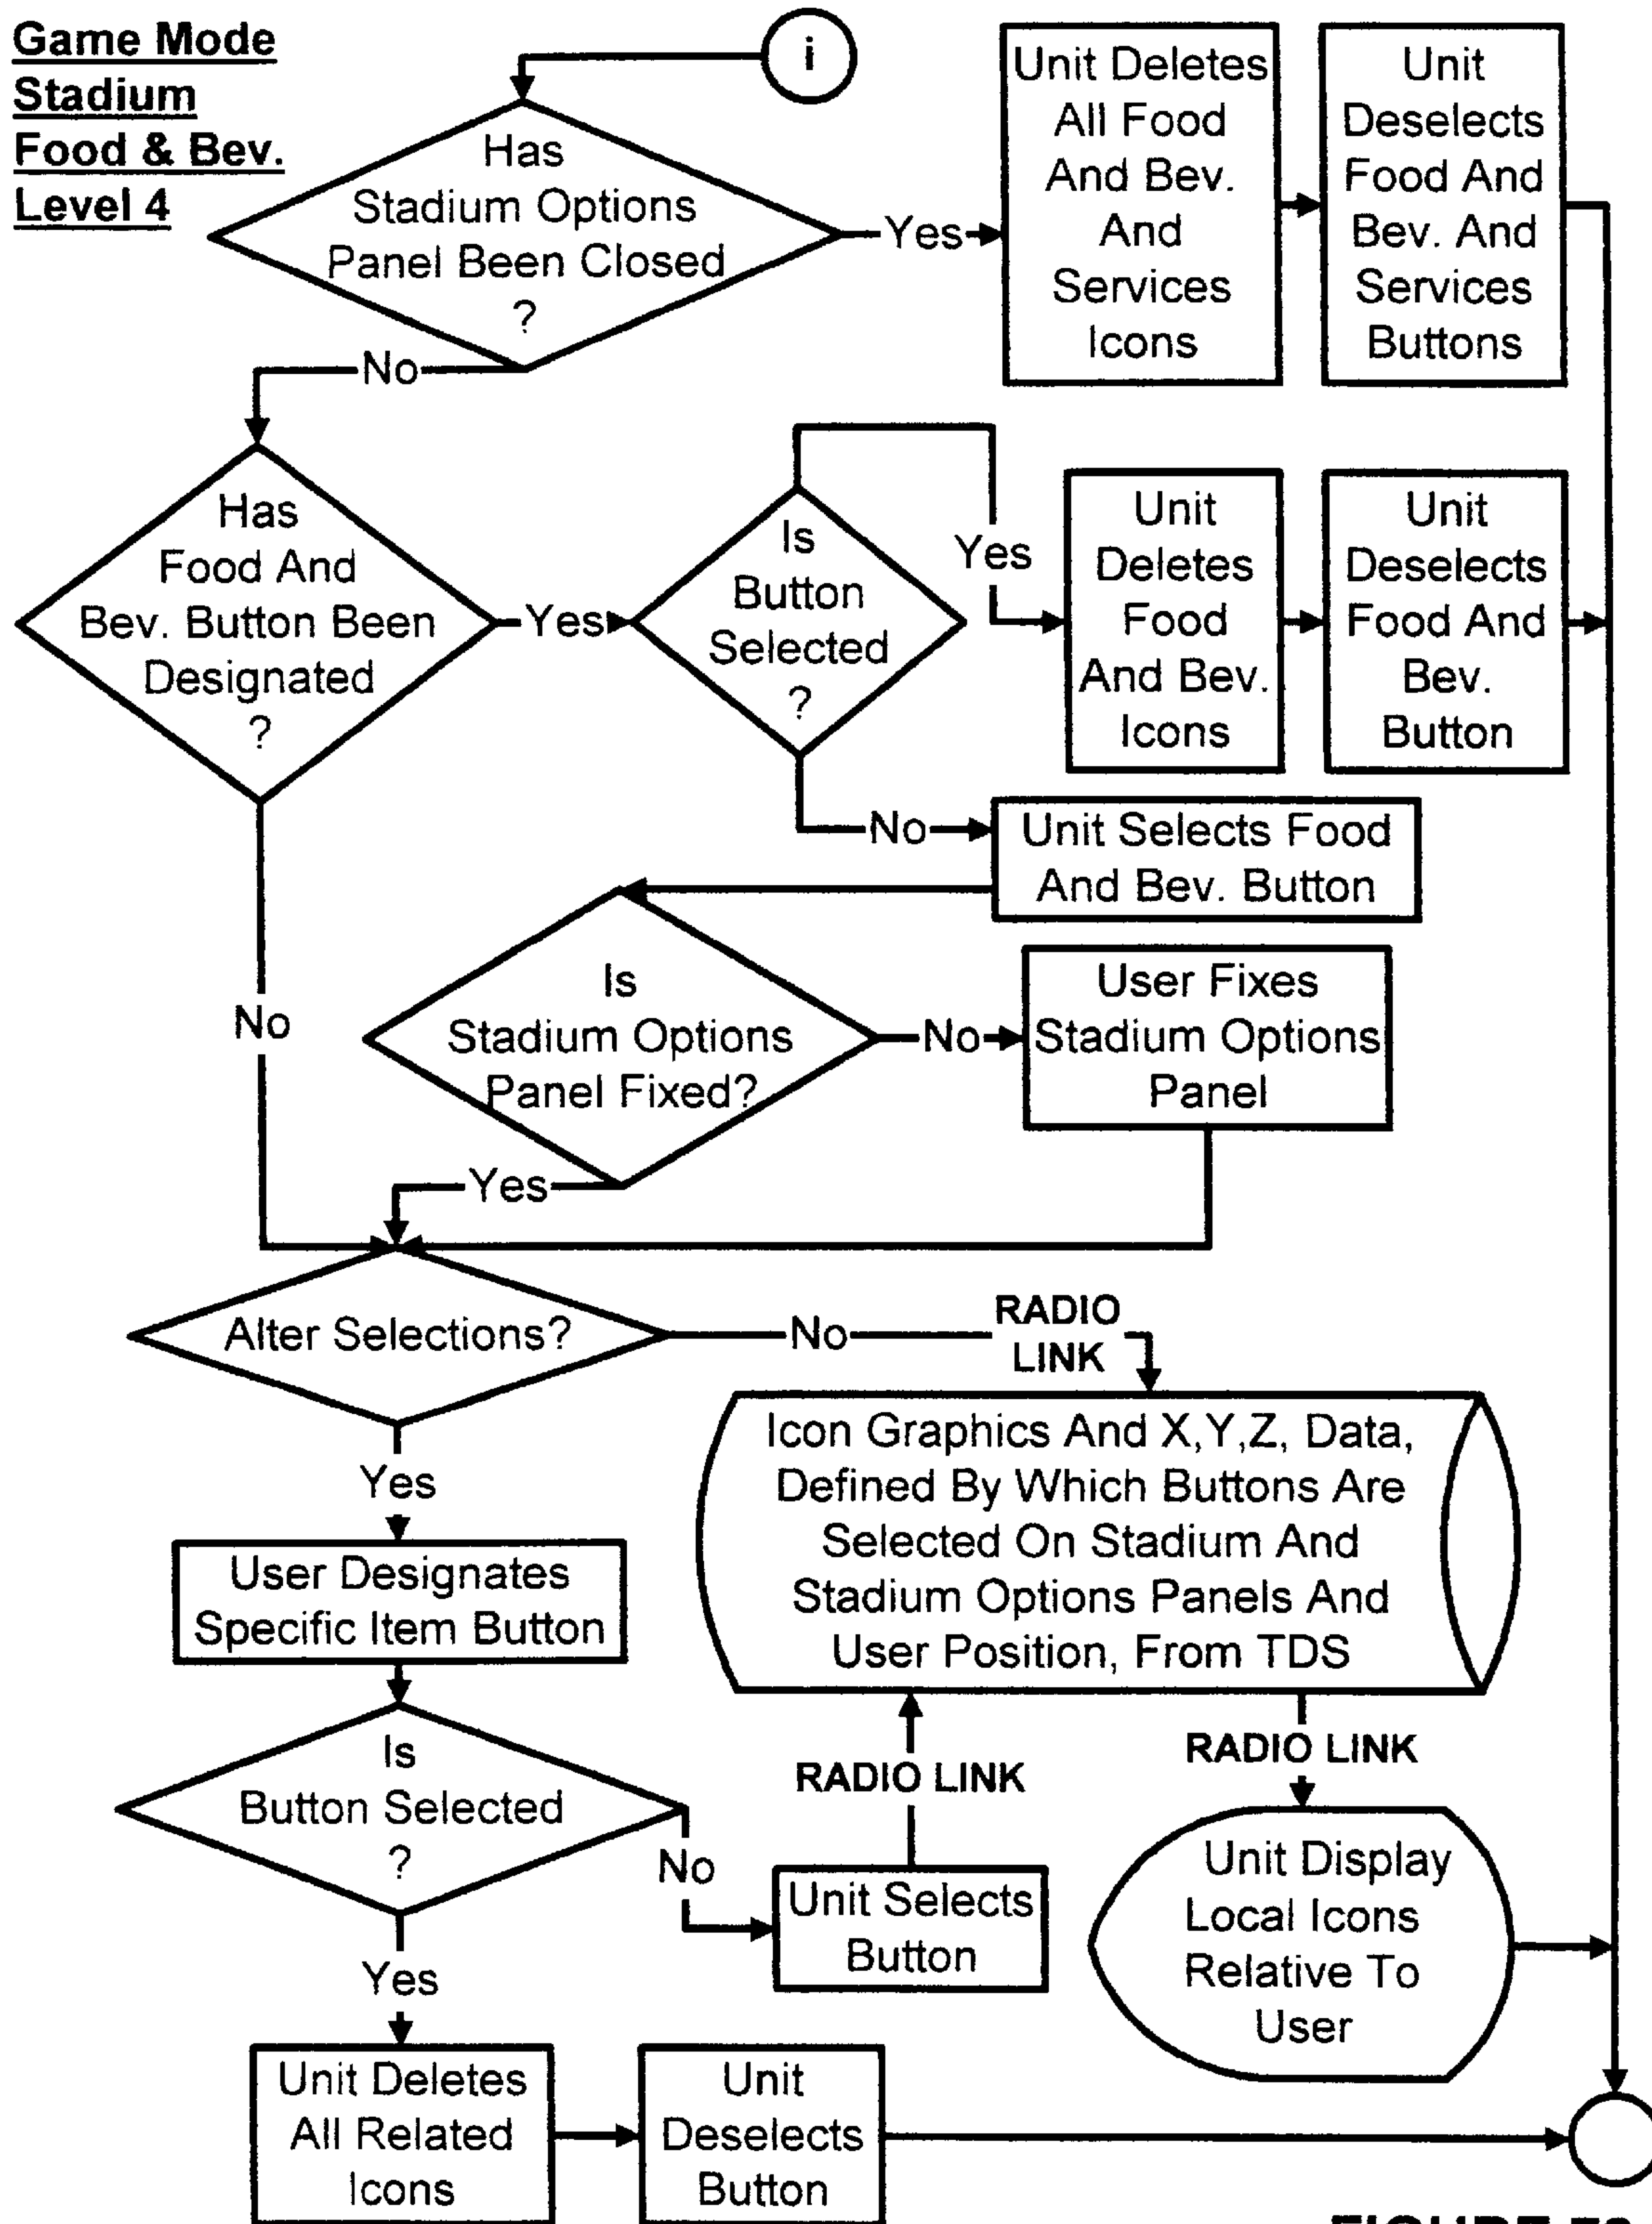 Game Mode
Stadium
Food & Bev.
Level 4
i
Has
Stadium Options
Panel Been Closed
?
Yes
Unit Deletes
All Food
And Bev.
And
Services
Icons
Unit
Deselects
Food And
Bev. And
Services
Buttons
No
Has
Food And
Bev. Button Been
Designated
?
Yes
Is
Button
Selected
?
Yes
Unit
Deletes
Food
And Bev.
Icons
Unit
Deselects
Food And
Bev.
Button
No
Unit Selects Food
And Bev. Button
No
Is
Stadium Options
Panel Fixed?
No
User Fixes
Stadium Options
Panel
Yes
Alter Selections?
No
RADIO
LINK
Icon Graphics And X,Y,Z, Data,
Defined By Which Buttons Are
Selected On Stadium And
Stadium Options Panels And
User Position, From TDS
Yes
User Designates
Specific Item Button
Is
Button Selected
?
No
Unit Selects
Button
RADIO LINK
RADIO LINK
Unit Display
Local Icons
Relative To
User
Yes
Unit Deletes
All Related
Icons
Unit
Deselects
Button